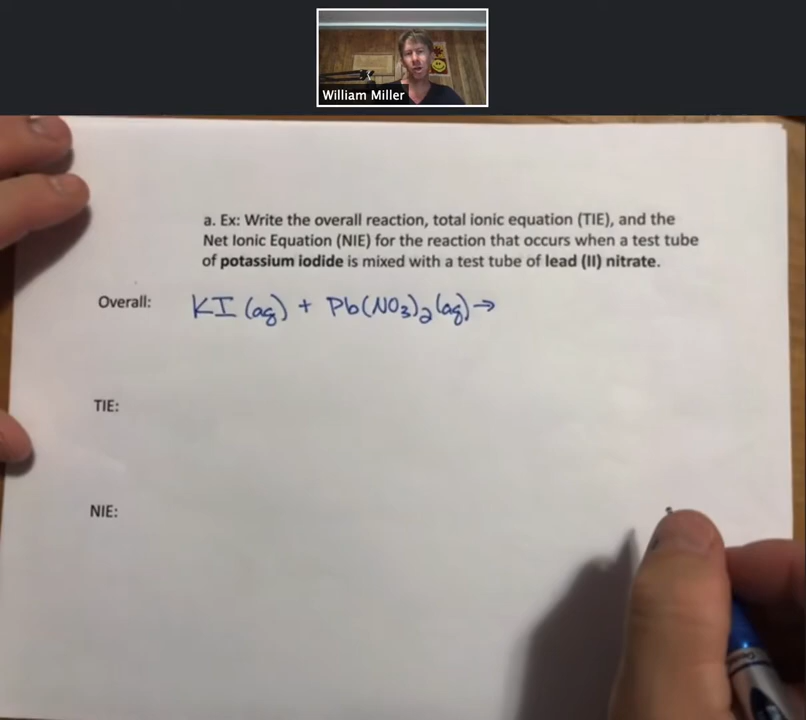 William Miller
a. Ex: Write the overall reaction, total ionic equation (TIE), and the
Net Ionic Equation (NIE) for the reaction that occurs when a test tube
of potassium iodide is mixed with a test tube of lead (II) nitrate.
Overall: KI (aq) + Pb(NO₃)₂(aq) →
TIE:
NIE: